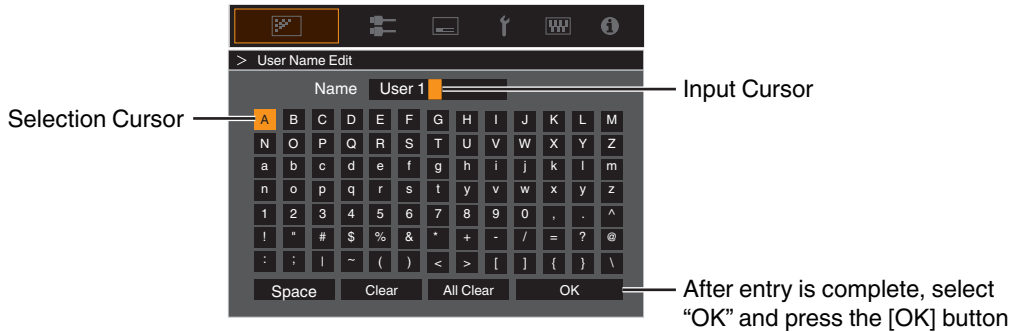 > User Name Edit
Name User 1
Input Cursor
Selection Cursor
A B C D E F G H I J K L M
N O P Q R S T U V W X Y Z
a b c d e f g h i j k l m
n o p q r s t y v w x y z
1 2 3 4 5 6 7 8 9 0 , . ^
! " # $ % & * + - / = ? @
: ; | ~ ( ) < > [ ] { } \
Space Clear All Clear OK
After entry is complete, select
“OK” and press the [OK] button